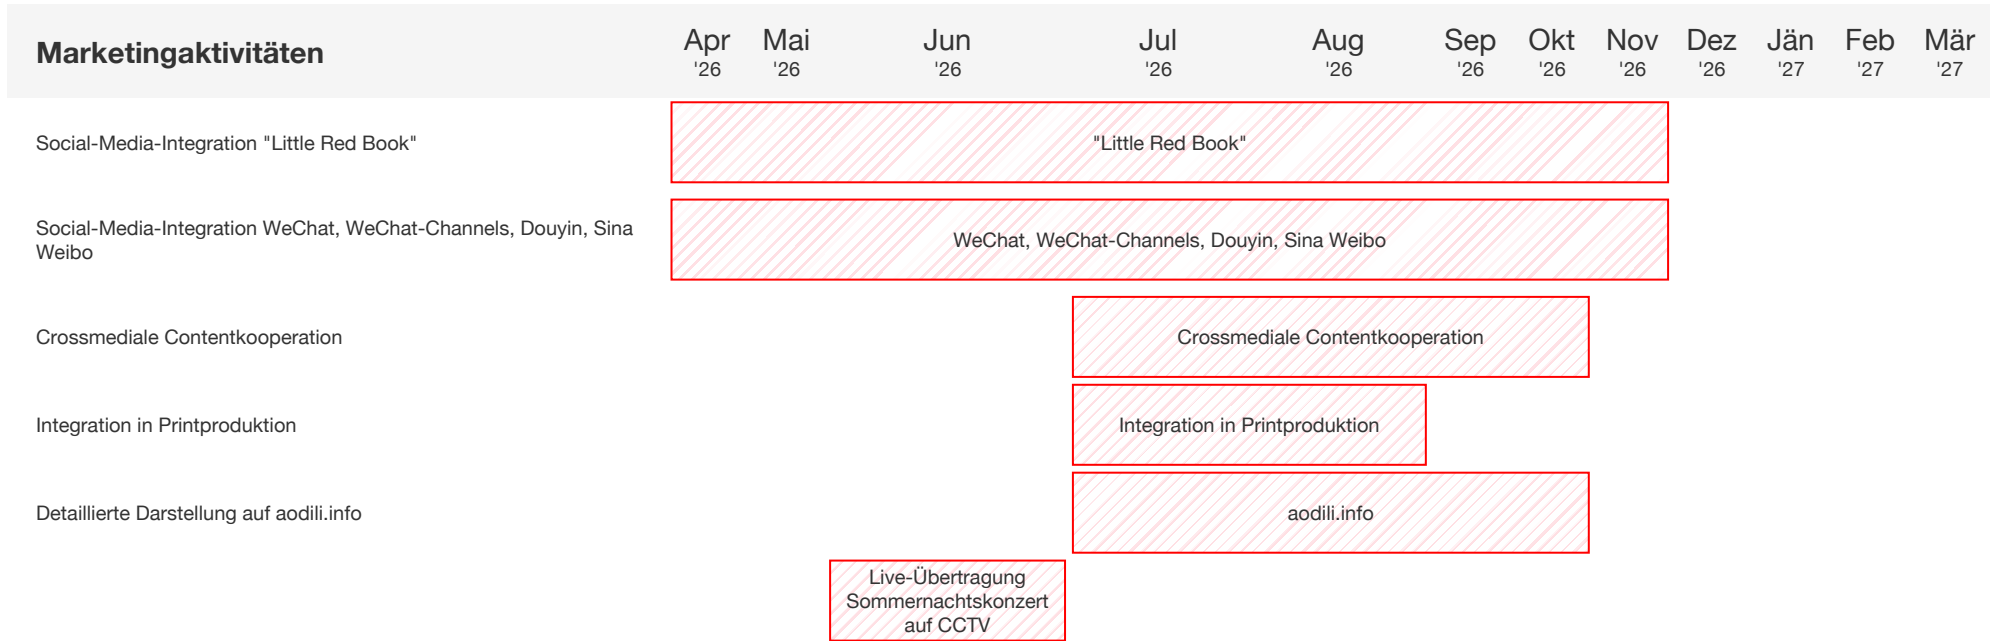 Marketingaktivitäten
Apr Mai Jun Jul Aug Sep Okt Nov Dez Jän Feb Mär
'26 '26 '26 '26 '26 '26 '26 '26 '26 '27 '27 '27
Social-Media-Integration "Little Red Book"
"Little Red Book"
Social-Media-Integration WeChat, WeChat-Channels, Douyin, Sina
Weibo
WeChat, WeChat-Channels, Douyin, Sina Weibo
Crossmediale Contentkooperation
Crossmediale Contentkooperation
Integration in Printproduktion
Integration in Printproduktion
Detaillierte Darstellung auf aodili.info
aodili.info
Live-Übertragung
Sommernachtskonzert
auf CCTV